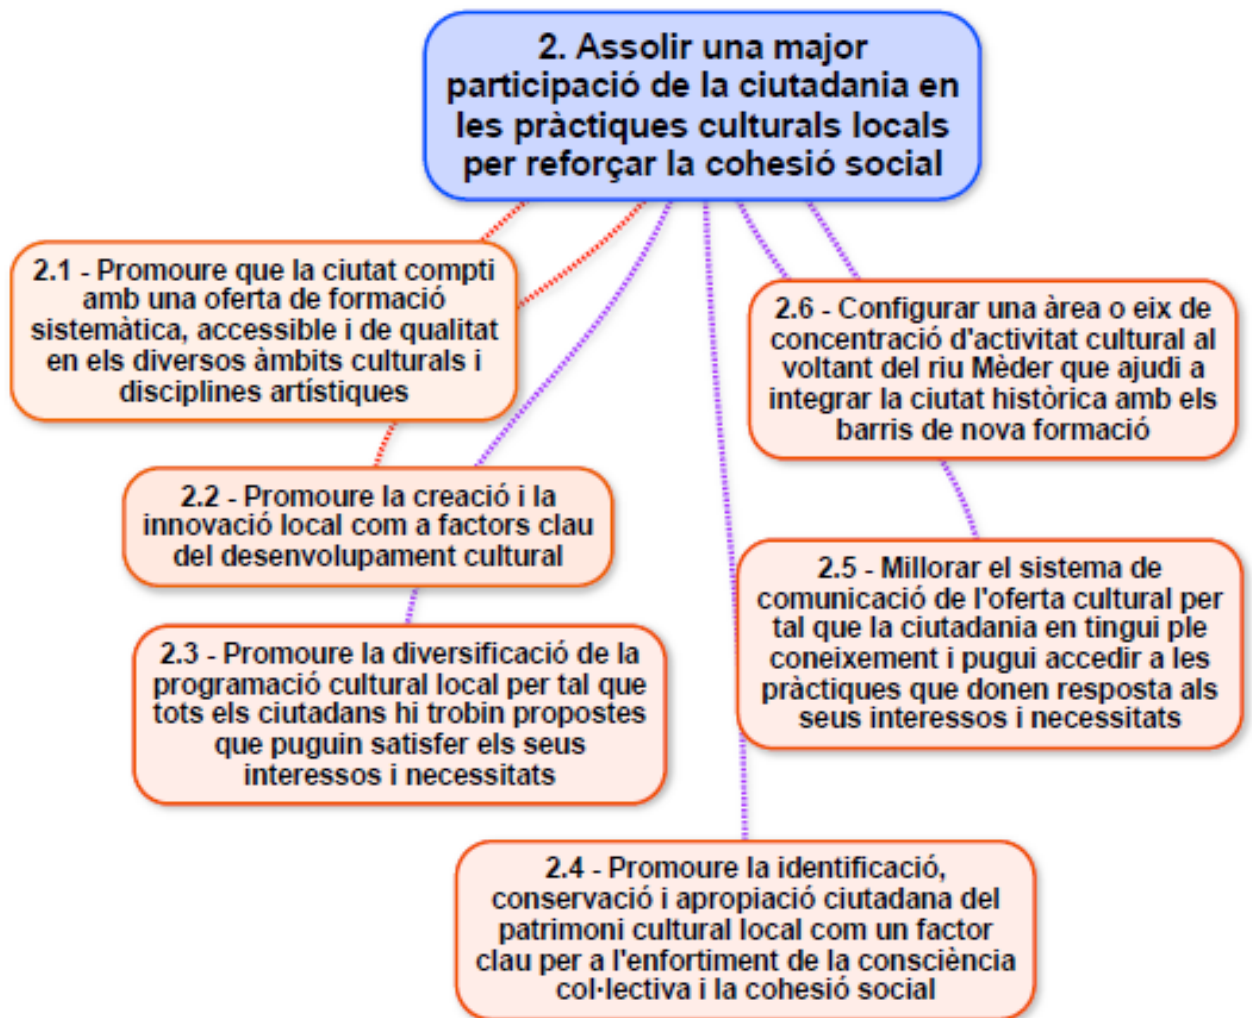 2. Assolir una major
participació de la ciutadania en
les pràctiques culturals locals
per reforçar la cohesió social
2.1 - Promoure que la ciutat compti
amb una oferta de formació
sistemàtica, accessible i de qualitat
en els diversos àmbits culturals i
disciplines artístiques
2.2 - Promoure la creació i la
innovació local com a factors clau
del desenvolupament cultural
2.3 - Promoure la diversificació de la
programació cultural local per tal que
tots els ciutadans hi trobin propostes
que puguin satisfer els seus
interessos i necessitats
2.4 - Promoure la identificació,
conservació i apropiació ciutadana del
patrimoni cultural local com un factor
clau per a l'enfortiment de la consciència
col·lectiva i la cohesió social
2.5 - Millorar el sistema de
comunicació de l'oferta cultural per
tal que la ciutadania en tingui ple
coneixement i pugui accedir a les
pràctiques que donen resposta als
seus interessos i necessitats
2.6 - Configurar una àrea o eix de
concentració d'activitat cultural al
voltant del riu Mèder que ajudi a
integrar la ciutat històrica amb els
barris de nova formació